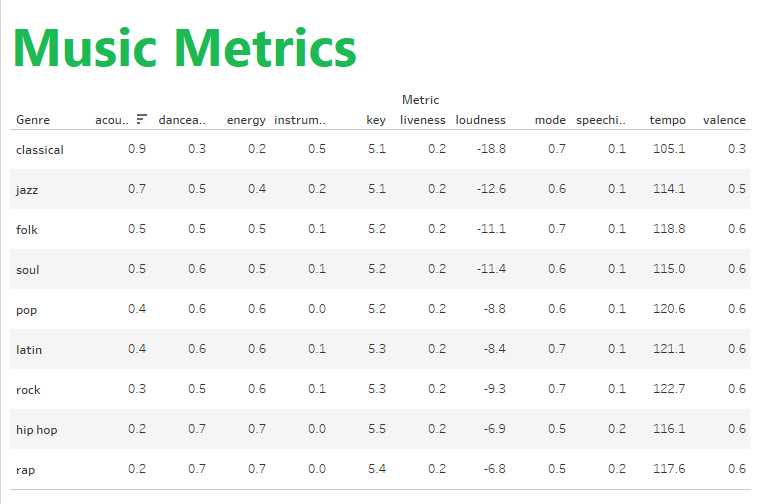 Music Metrics
Metric
Genre acou.. dancea.. energy instrum.. key liveness loudness mode speechi.. tempo valence
classical 0.9 0.3 0.2 0.5 5.1 0.2 -18.8 0.7 0.1 105.1 0.3
jazz 0.7 0.5 0.4 0.2 5.1 0.2 -12.6 0.6 0.1 114.1 0.5
folk 0.5 0.5 0.5 0.1 5.2 0.2 -11.1 0.7 0.1 118.8 0.6
soul 0.5 0.6 0.5 0.1 5.2 0.2 -11.4 0.6 0.1 115.0 0.6
pop 0.4 0.6 0.6 0.0 5.2 0.2 -8.8 0.6 0.1 120.6 0.6
latin 0.4 0.6 0.6 0.1 5.3 0.2 -8.4 0.7 0.1 121.1 0.6
rock 0.3 0.5 0.6 0.1 5.3 0.2 -9.3 0.7 0.1 122.7 0.6
hip hop 0.2 0.7 0.7 0.0 5.5 0.2 -6.9 0.5 0.2 116.1 0.6
rap 0.2 0.7 0.7 0.0 5.4 0.2 -6.8 0.5 0.2 117.6 0.6